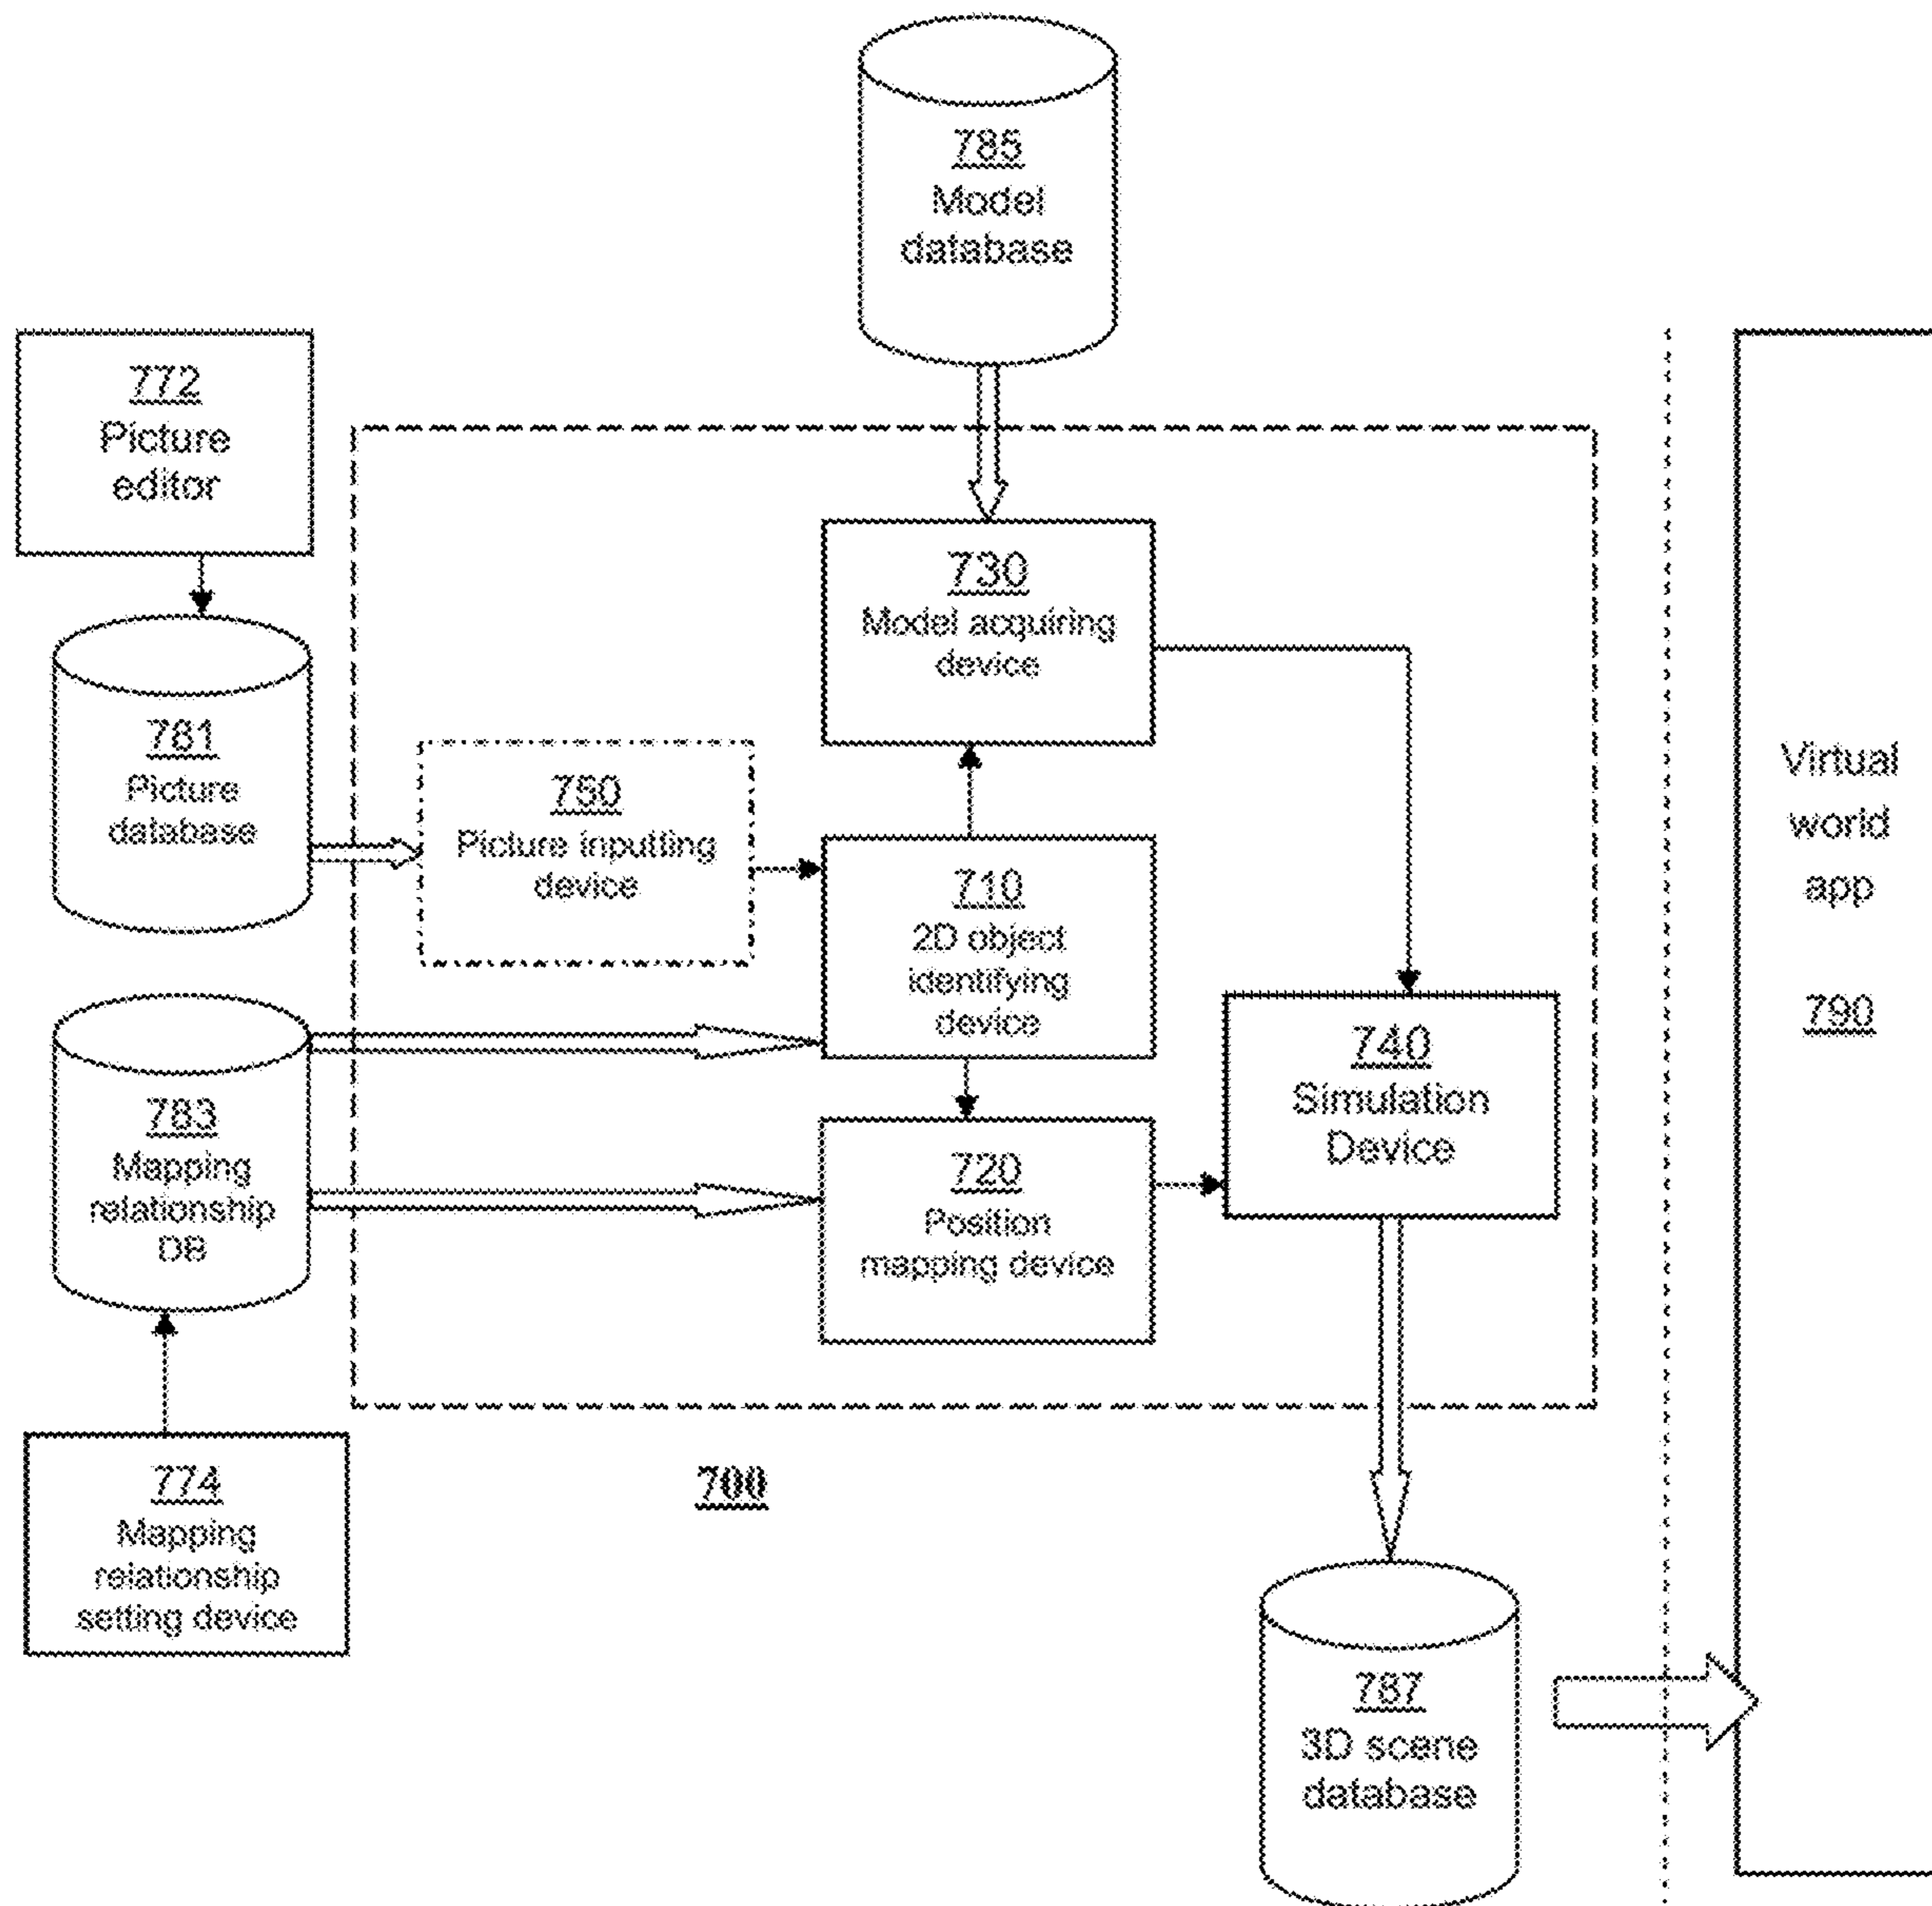 785
Model
database
772
Picture
editor
730
Model acquiring
device
781
Picture
database
750
Picture inputting
device
710
2D object
identifying
device
Virtual
world
app
790
783
Mapping
relationship
DB
720
Position
mapping device
740
Simulation
Device
774
Mapping
relationship
setting device
700
787
3D scene
database